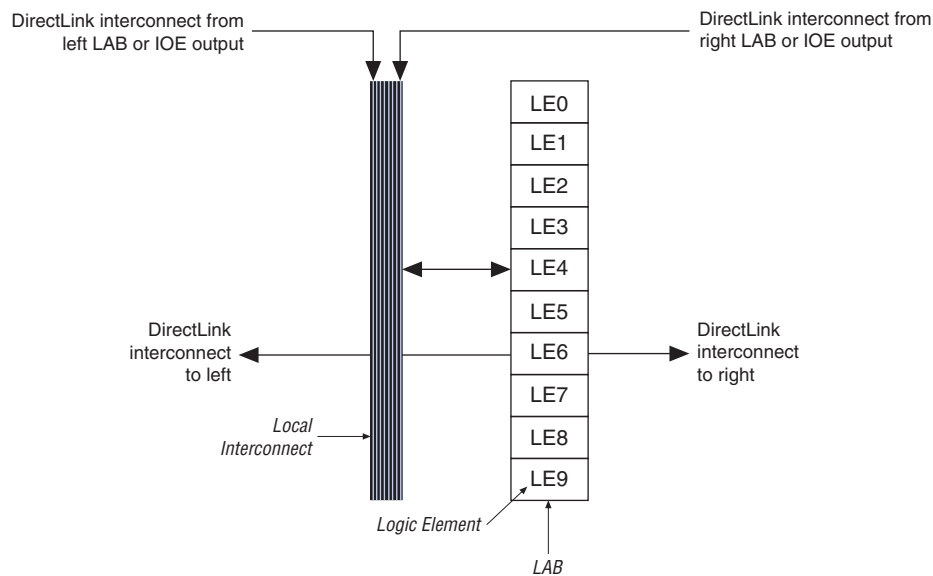 DirectLink interconnect from
left LAB or IOE output
DirectLink interconnect from
right LAB or IOE output
LE0
LE1
LE2
LE3
LE4
LE5
LE6
LE7
LE8
LE9
DirectLink
interconnect
to left
DirectLink
interconnect
to right
Local
Interconnect
Logic Element
LAB